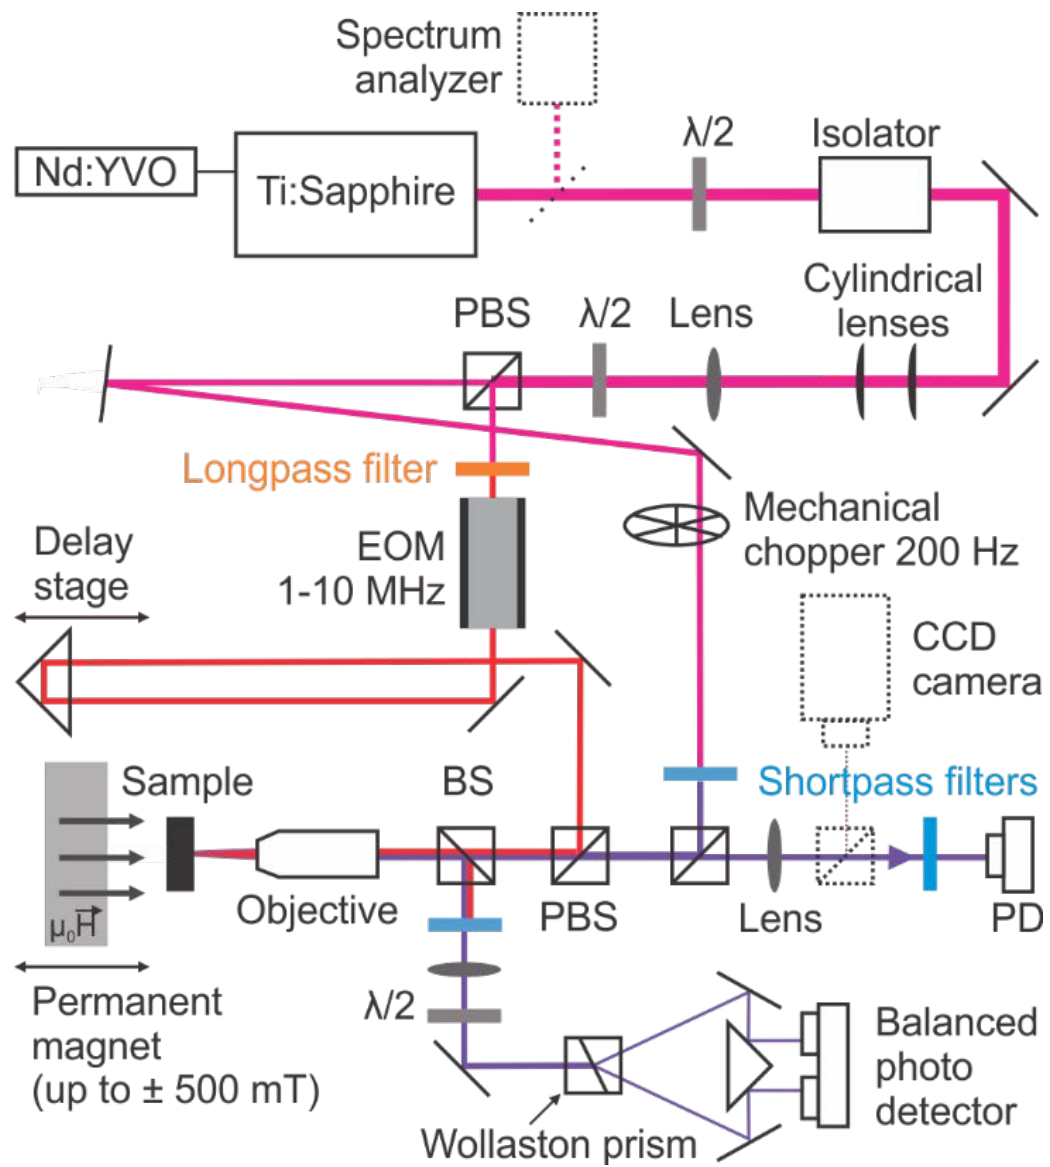 Spectrum
analyzer
λ/2
Isolator
Nd:YVO
Ti:Sapphire
Cylindrical
lenses
PBS
λ/2
Lens
Longpass filter
Mechanical
chopper 200 Hz
EOM
1-10 MHz
Delay
stage
CCD
camera
Sample
BS
Shortpass filters
Objective
PBS
Lens
PD
μ₀H⃗
λ/2
Permanent
magnet
(up to ± 500 mT)
Balanced
photo
detector
Wollaston prism